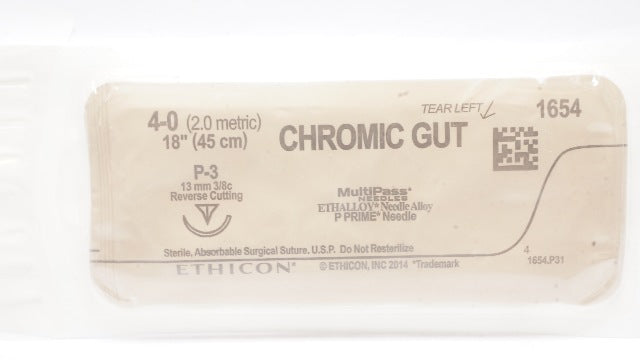 TEAR LEFT
1654
4-0 (2.0 metric)
18" (45 cm)
CHROMIC GUT
P-3
13 mm 3/8c
Reverse Cutting
MultiPass*
NEEDLES
ETHALLOY* Needle Alloy
P PRIME* Needle
Sterile, Absorbable Surgical Suture. U.S.P. Do Not Resterilize
ETHICON* © ETHICON, INC 2014 *Trademark
4
1654.P31